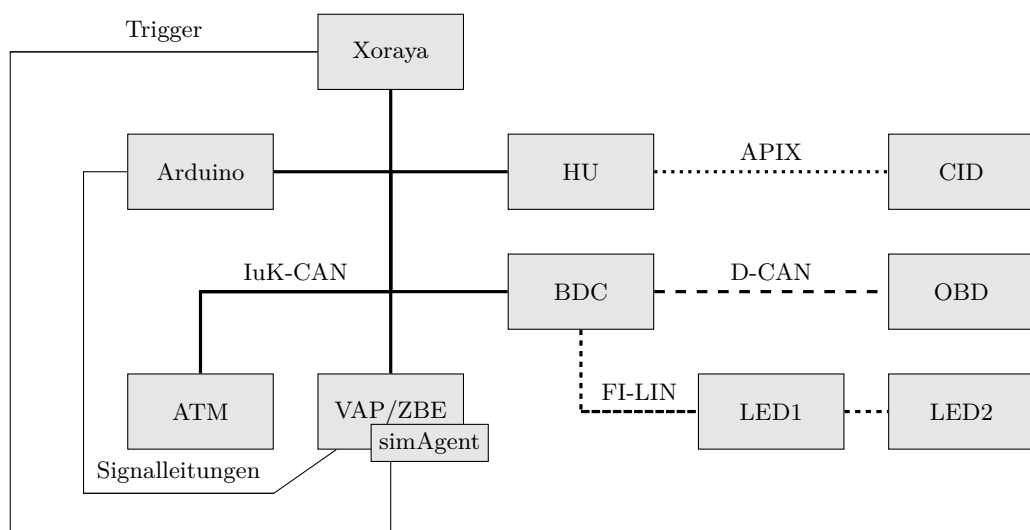 Trigger
Xoraya
Arduino
HU
APIX
CID
IuK-CAN
BDC
D-CAN
OBD
ATM
VAP/ZBE
FI-LIN
LED1
LED2
simAgent
Signalleitungen